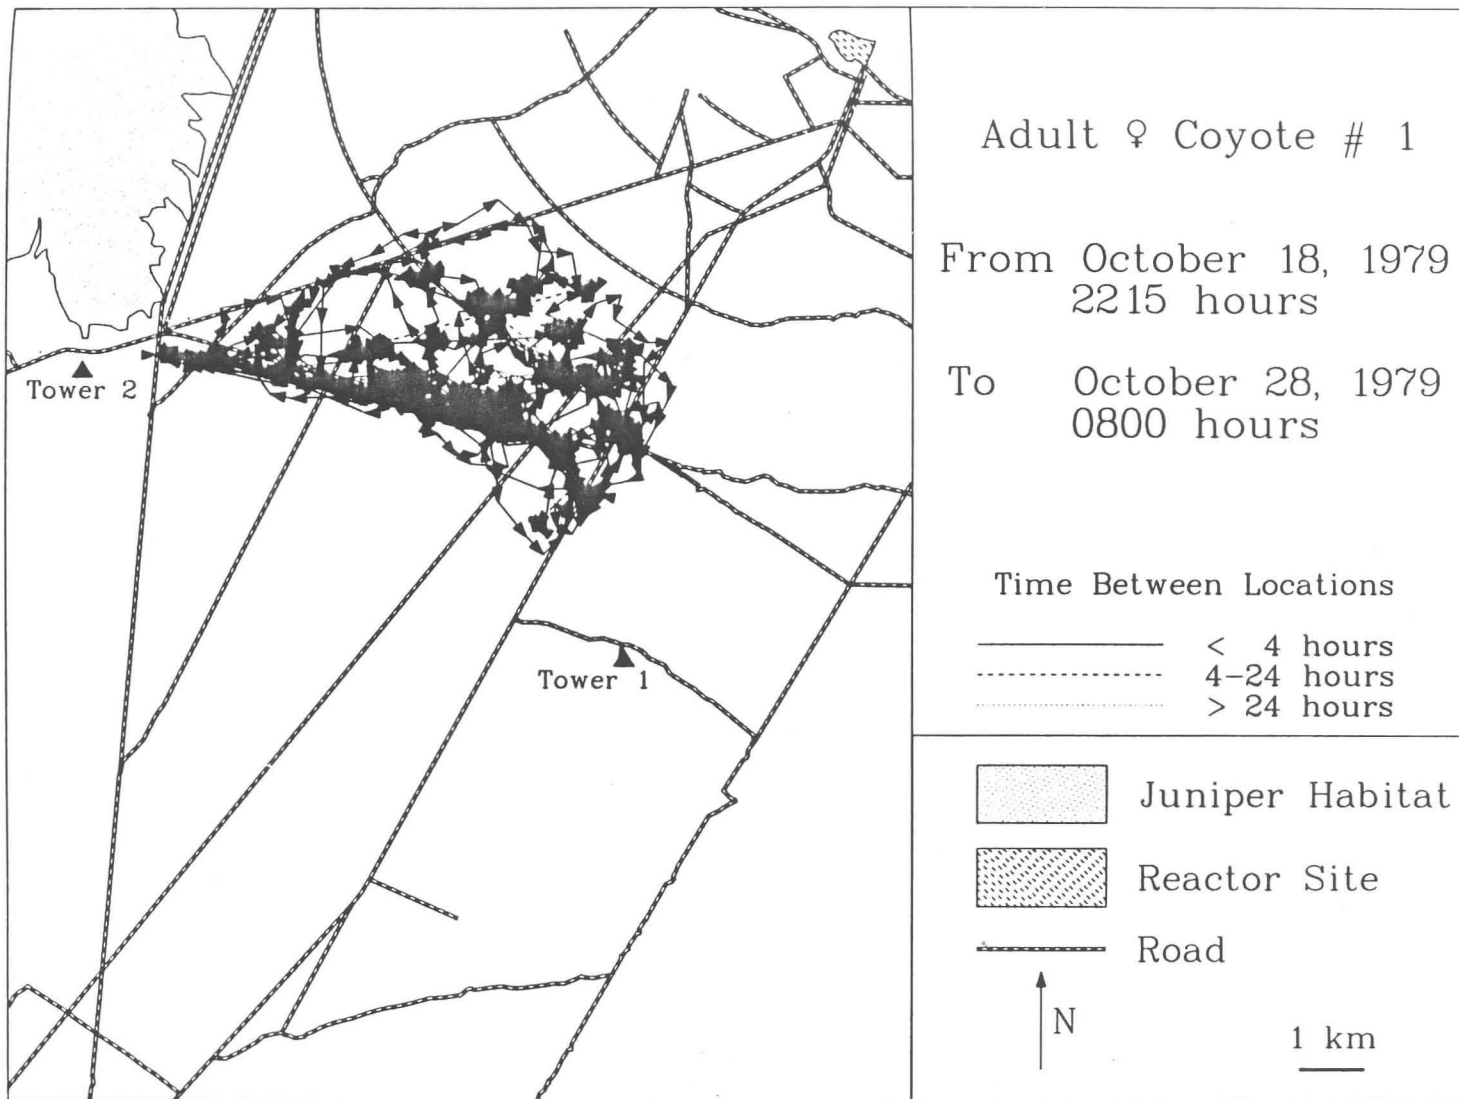 Adult ♀ Coyote # 1
From October 18, 1979
2215 hours
To October 28, 1979
0800 hours
Tower 2
Tower 1
Time Between Locations
< 4 hours
4-24 hours
> 24 hours
Juniper Habitat
Reactor Site
Road
N
1 km